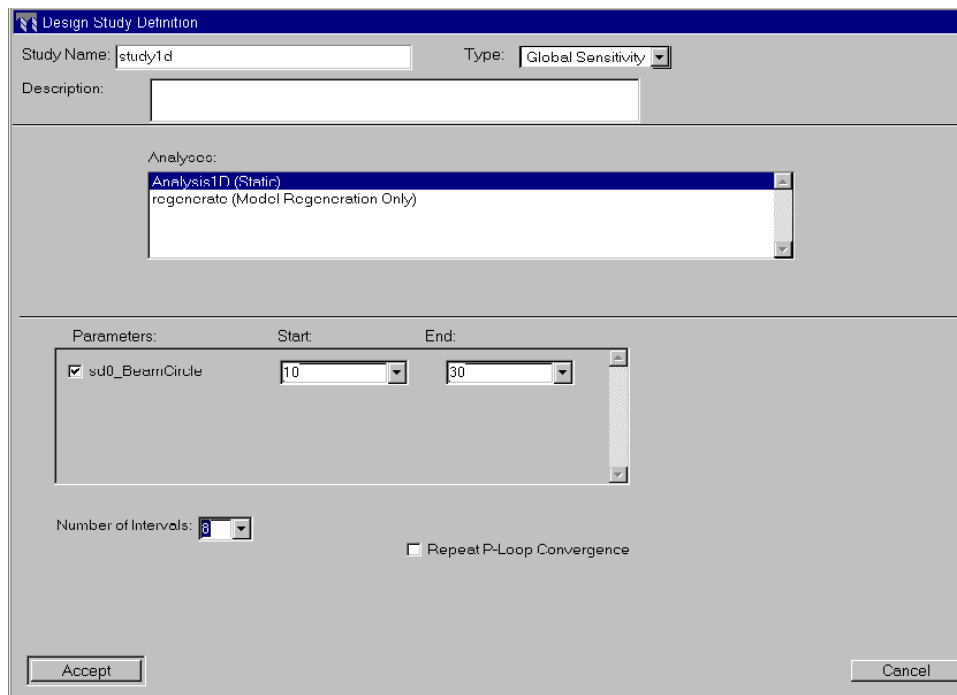 Design Study Definition
Study Name: study1d Type: Global Sensitivity
Description:
Analyses:
Analysis1D (Static)
regenerate (Model Regeneration Only)
Parameters: Start: End:
sd0_BeamCircle 10 30
Number of Intervals: 8
Repeat P-Loop Convergence
Accept Cancel